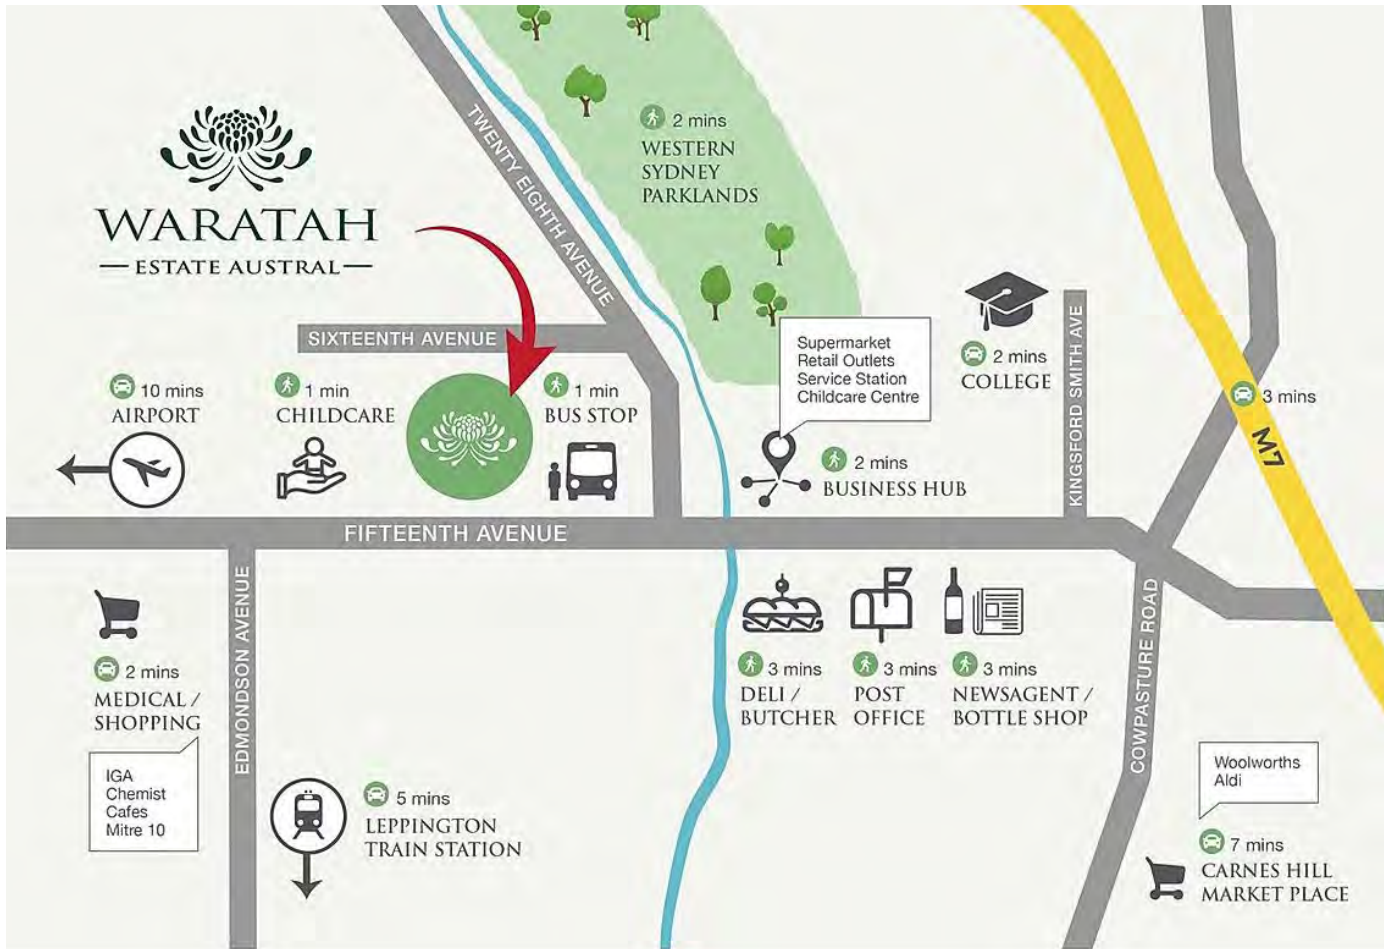 TWENTY EIGHTH AVENUE
2 mins
WESTERN
SYDNEY
PARKLANDS
WARATAH
ESTATE AUSTRAL
SIXTEENTH AVENUE
10 mins
AIRPORT
1 min
CHILDCARE
1 min
BUS STOP
Supermarket
Retail Outlets
Service Station
Childcare Centre
2 mins
BUSINESS HUB
2 mins
COLLEGE
KINGSFORD SMITH AVE
3 mins
M7
FIFTEENTH AVENUE
EDMONDSON AVENUE
2 mins
MEDICAL /
SHOPPING
IGA
Chemist
Cafes
Mitre 10
5 mins
LEPPINGTON
TRAIN STATION
3 mins
DELI /
BUTCHER
3 mins
POST
OFFICE
3 mins
NEWSAGENT /
BOTTLE SHOP
COWPASTURE ROAD
Woolworths
Aldi
7 mins
CARNES HILL
MARKET PLACE